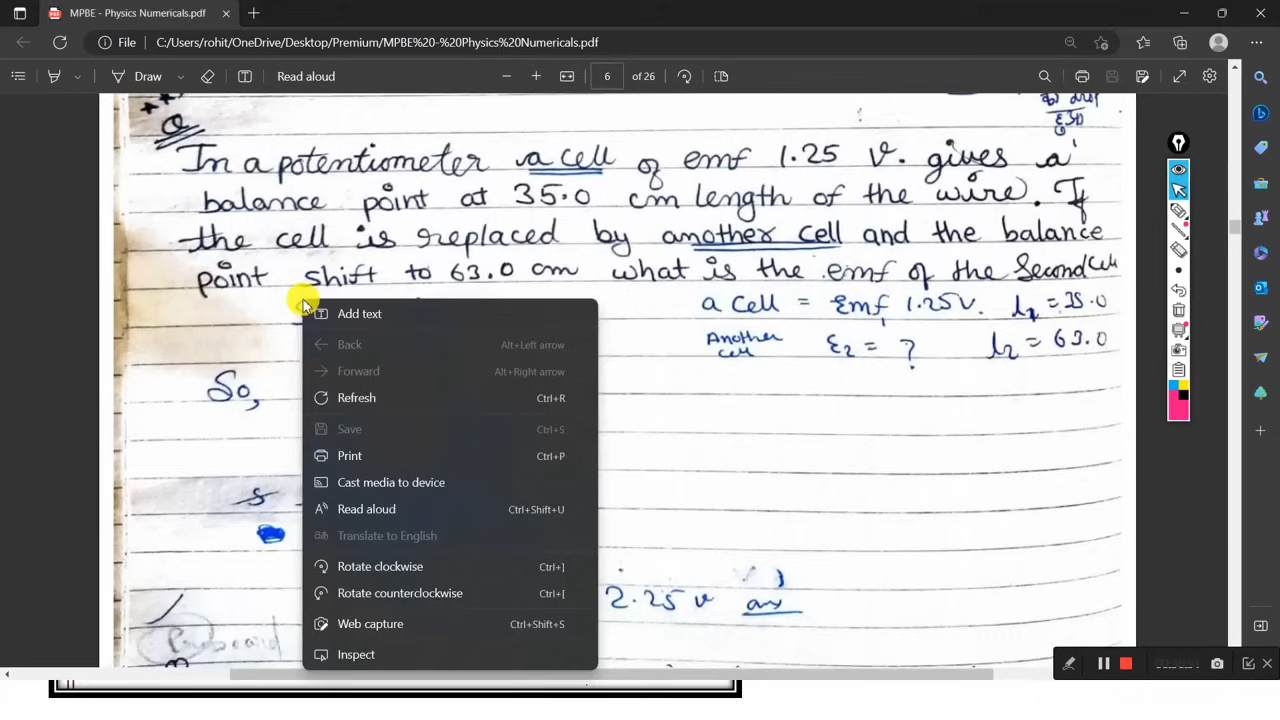 MPBE - Physics Numericals.pdf
File C:/Users/rohit/OneDrive/Desktop/Premium/MPBE%20-%20Physics%20Numericals.pdf
Draw Read aloud 6 of 26
Q
In a potentiometer a cell of emf 1.25 V. gives a
balance point at 35.0 cm length of the wire. If
the cell is replaced by another cell and the balance
point shift to 63.0 cm what is the emf of the Second cell
a cell = emf 1.25V. l1 = 35.0
Another cell ε2 = ? l2 = 63.0
So,
2.25 v ans
Add text
Back Alt+Left arrow
Forward Alt+Right arrow
Refresh Ctrl+R
Save Ctrl+S
Print Ctrl+P
Cast media to device
Read aloud Ctrl+Shift+U
Translate to English
Rotate clockwise Ctrl+]
Rotate counterclockwise Ctrl+[
Web capture Ctrl+Shift+S
Inspect